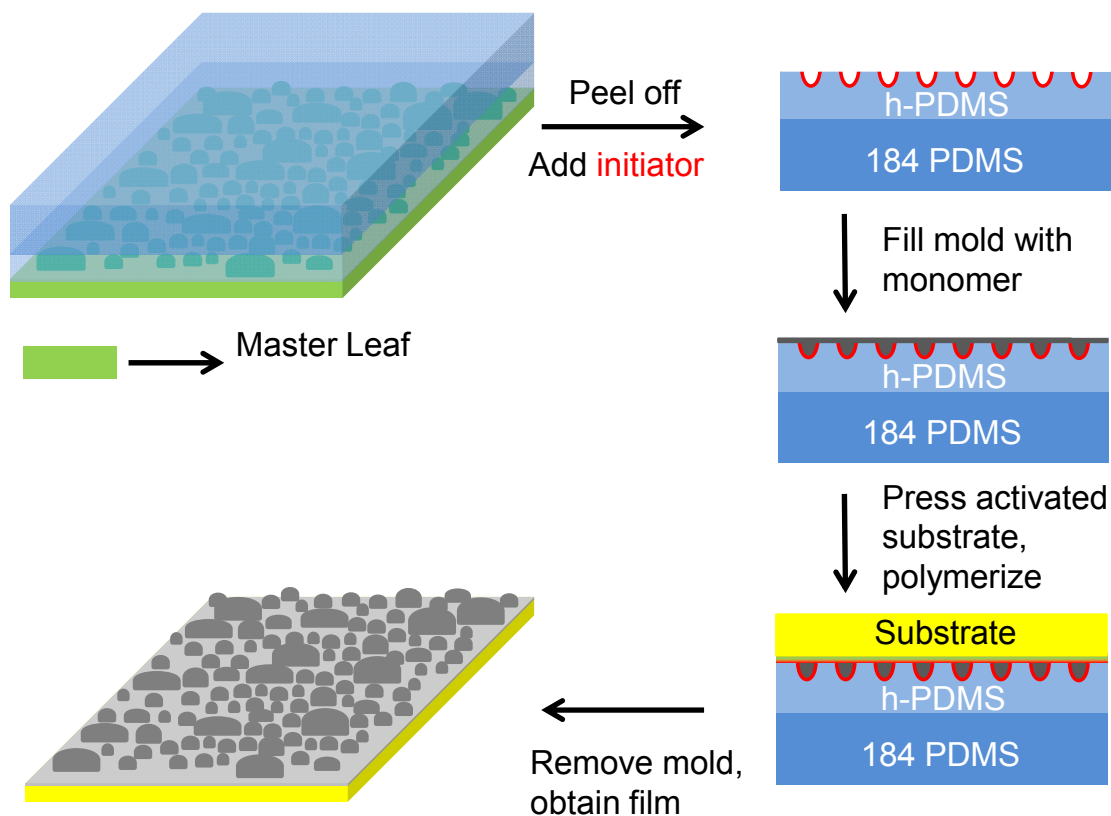 Peel off
Add initiator
h-PDMS
184 PDMS
Fill mold with
monomer
Master Leaf
h-PDMS
184 PDMS
Press activated
substrate,
polymerize
Substrate
h-PDMS
184 PDMS
Remove mold,
obtain film